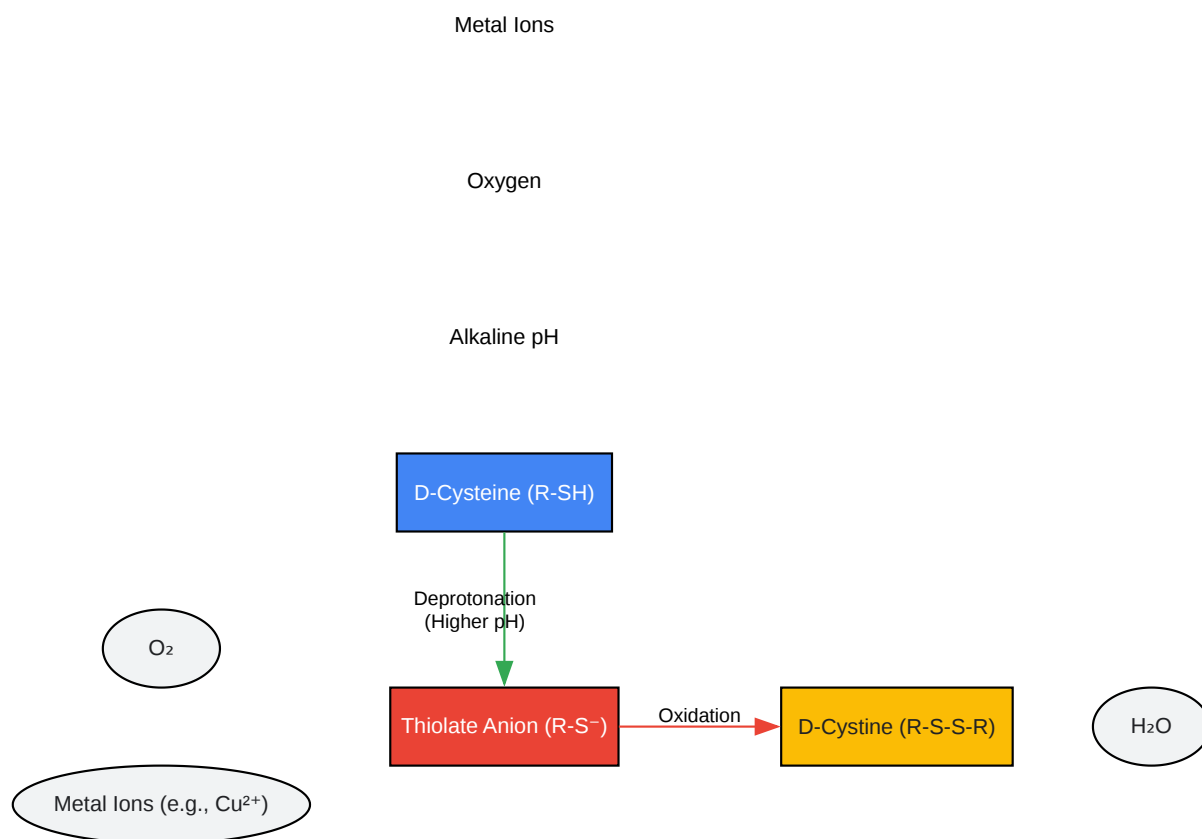 Metal Ions
Oxygen
Alkaline pH
D-Cysteine (R-SH)
Deprotonation
(Higher pH)
O₂
Thiolate Anion (R-S⁻)
Oxidation
D-Cystine (R-S-S-R)
H₂O
Metal Ions (e.g., Cu²⁺)